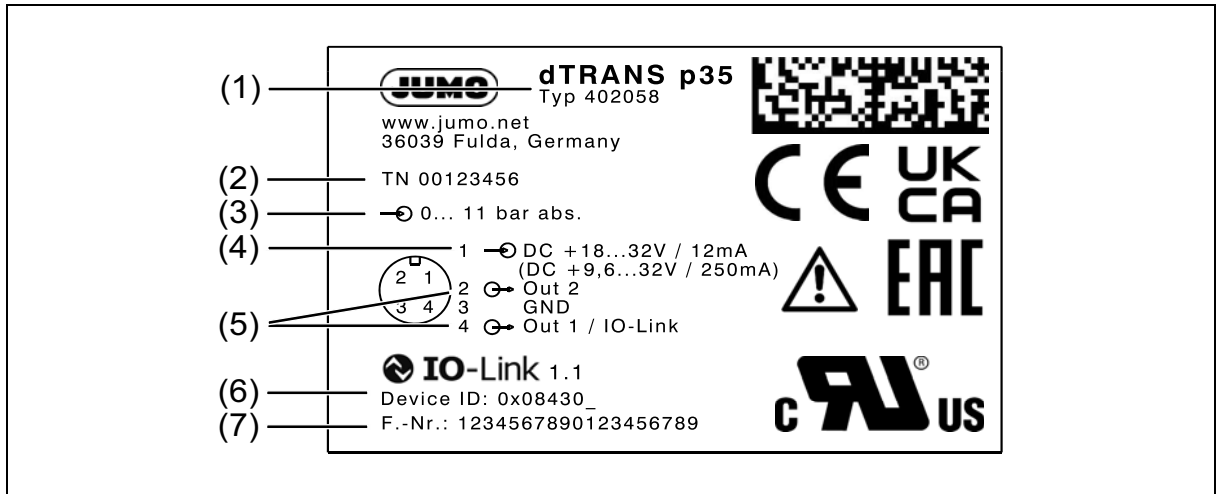 (1)
JUMO
dTRANS p35
Typ 402058
www.jumo.net
36039 Fulda, Germany
(2)
TN 00123456
(3)
0... 11 bar abs.
(4)
1 DC +18...32V / 12mA
(DC +9,6...32V / 250mA)
2 1
3 4
(5)
2 Out 2
3 GND
4 Out 1 / IO-Link
IO-Link 1.1
(6)
Device ID: 0x08430_
(7)
F.-Nr.: 1234567890123456789
CE
UK
CA
EAC
c RU ® US